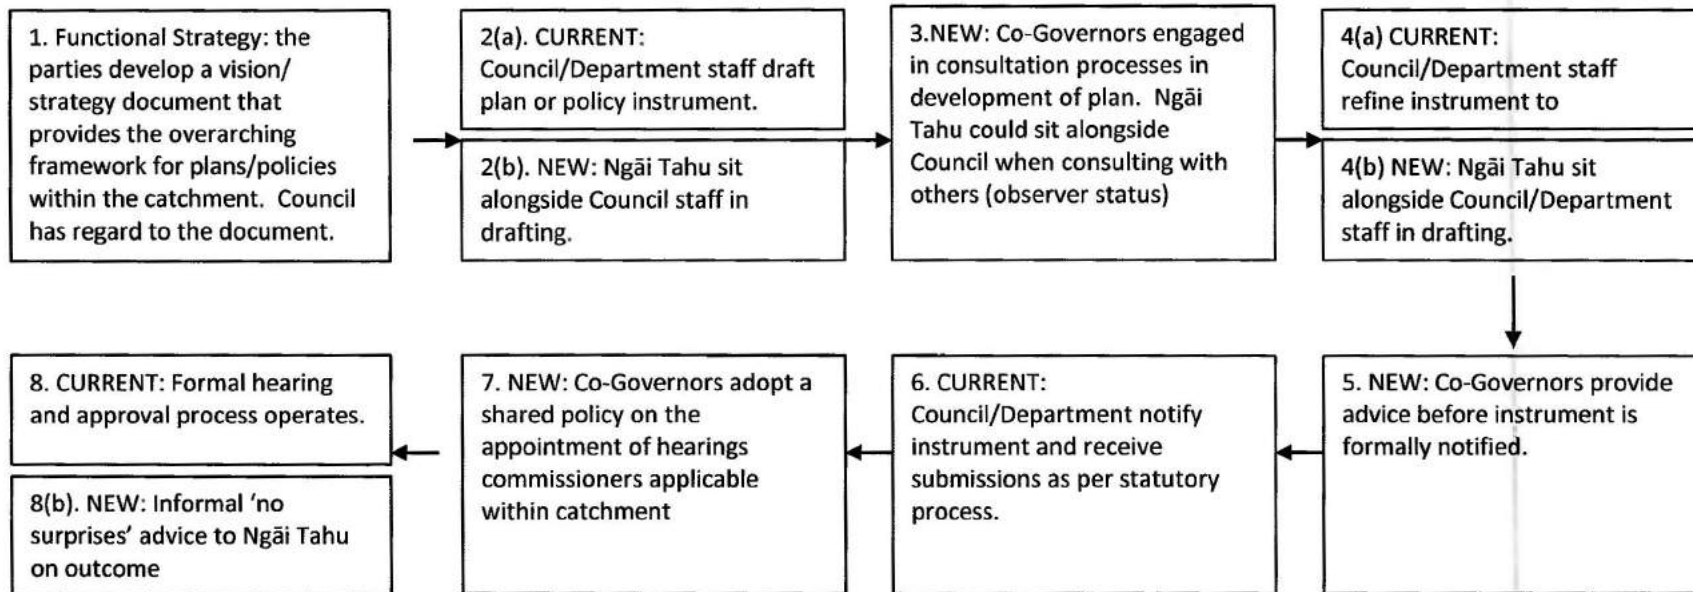 1. Functional Strategy: the
parties develop a vision/
strategy document that
provides the overarching
framework for plans/policies
within the catchment.  Council
has regard to the document.
2(a). CURRENT:
Council/Department staff draft
plan or policy instrument.
2(b). NEW: Ngāi Tahu sit
alongside Council staff in
drafting.
3.NEW: Co-Governors engaged
in consultation processes in
development of plan.  Ngāi
Tahu could sit alongside
Council when consulting with
others (observer status)
4(a) CURRENT:
Council/Department staff
refine instrument to
4(b) NEW: Ngāi Tahu sit
alongside Council/Department
staff in drafting.
5. NEW: Co-Governors provide
advice before instrument is
formally notified.
6. CURRENT:
Council/Department notify
instrument and receive
submissions as per statutory
process.
7. NEW: Co-Governors adopt a
shared policy on the
appointment of hearings
commissioners applicable
within catchment
8. CURRENT: Formal hearing
and approval process operates.
8(b). NEW: Informal ‘no
surprises’ advice to Ngāi Tahu
on outcome